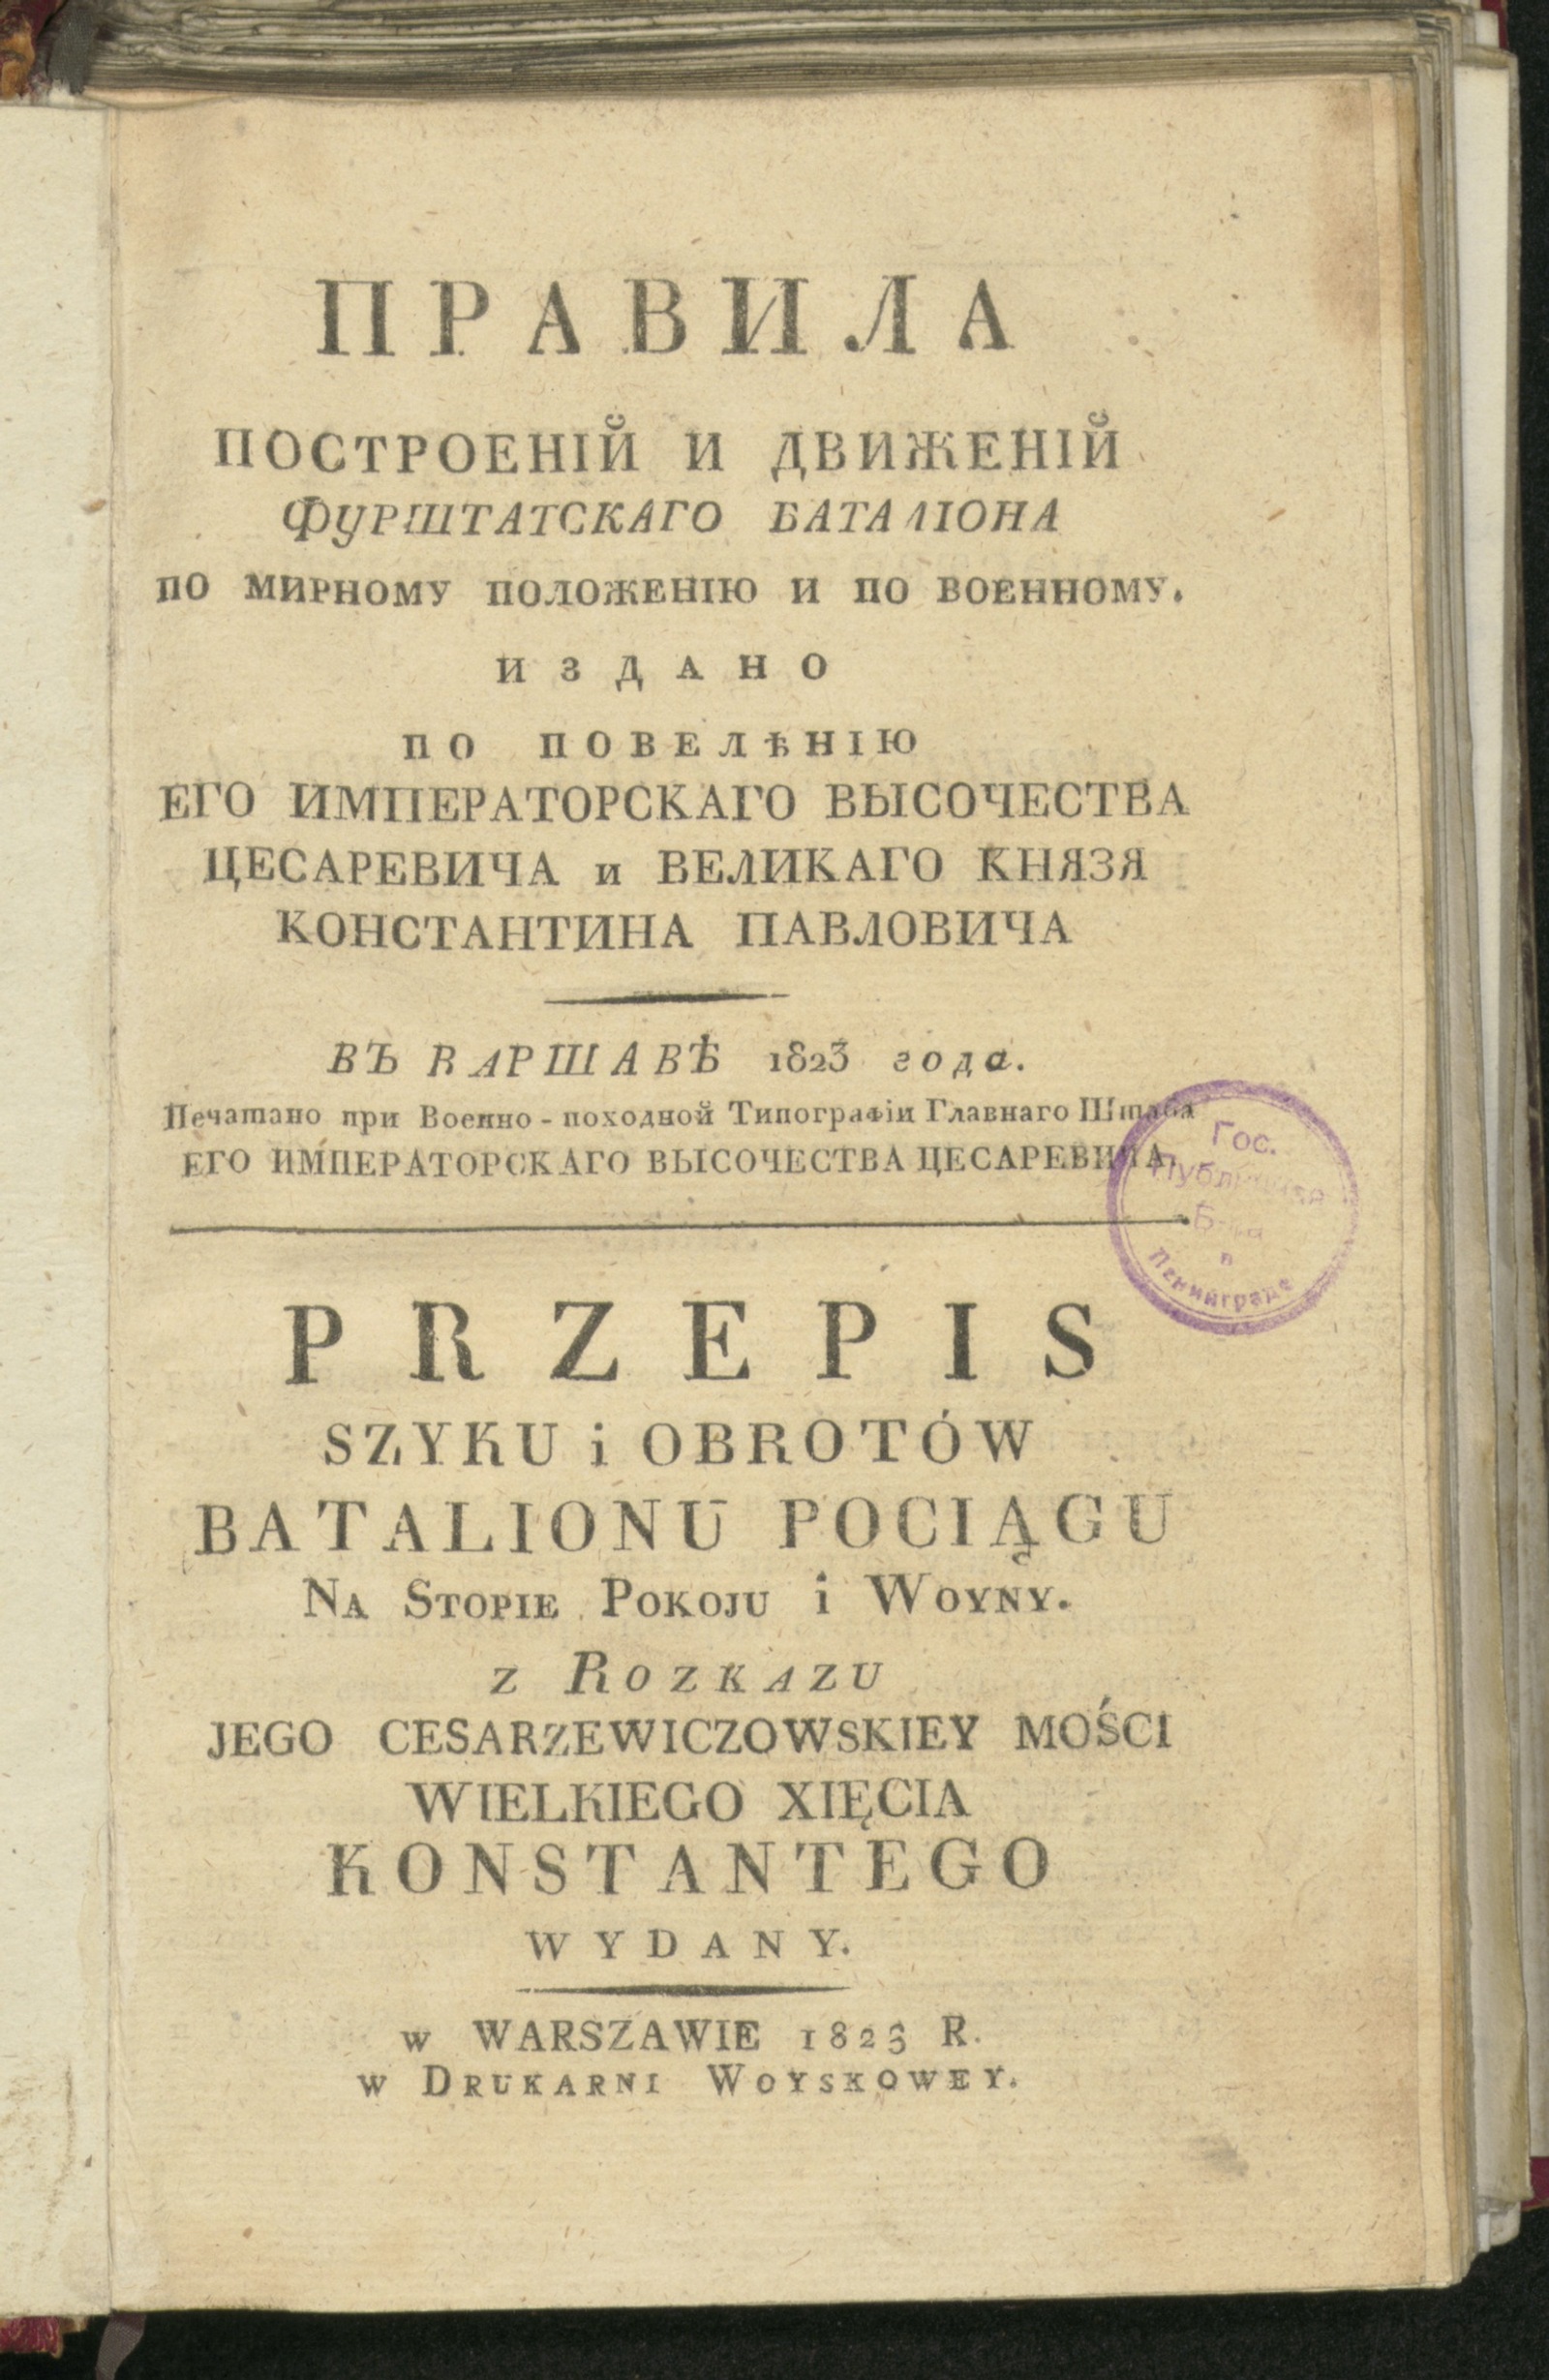 ПРАВИЛА
ПОСТРОЕНІЙ И ДВИЖЕНІЙ
ФУРШТАТСКАГО БАТАЛІОНА
ПО МИРНОМУ ПОЛОЖЕНІЮ И ПО ВОЕННОМУ.
ИЗДАНО
ПО ПОВЕЛѢНІЮ
ЕГО ИМПЕРАТОРСКАГО ВЫСОЧЕСТВА
ЦЕСАРЕВИЧА и ВЕЛИКАГО КНЯЗЯ
КОНСТАНТИНА ПАВЛОВИЧА
ВЪ ВАРШАВѢ 1823 года.
Печатано при Военно-походной Типографіи Главнаго Штаба
ЕГО ИМПЕРАТОРСКАГО ВЫСОЧЕСТВА ЦЕСАРЕВИЧА.
Гос.
Публичная
Б-ка
в
Ленинграде
PRZEPIS
SZYKU i OBROTÓW
BATALIONU POCIĄGU
NA STOPIE POKOJU i WOYNY.
z ROZKAZU
JEGO CESARZEWICZOWSKIEY MOŚCI
WIELKIEGO XIĘCIA
KONSTANTEGO
WYDANY.
w WARSZAWIE 1823 R.
w DRUKARNI WOYSKOWEY.